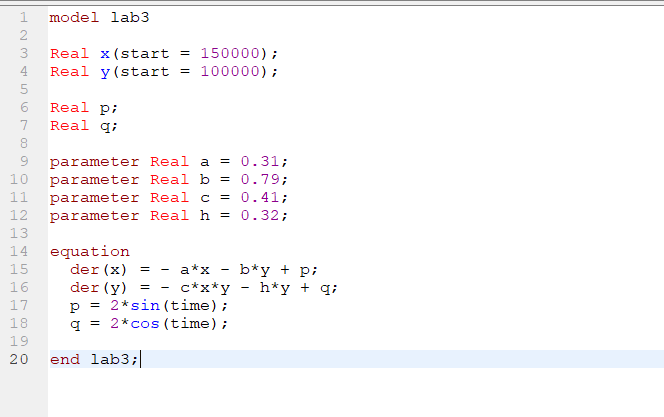 1 model lab3
2
3 Real x(start = 150000);
4 Real y(start = 100000);
5
6 Real p;
7 Real q;
8
9 parameter Real a = 0.31;
10 parameter Real b = 0.79;
11 parameter Real c = 0.41;
12 parameter Real h = 0.32;
13
14 equation
15 der(x) = - a*x - b*y + p;
16 der(y) = - c*x*y - h*y + q;
17 p = 2*sin(time);
18 q = 2*cos(time);
19
20 end lab3;